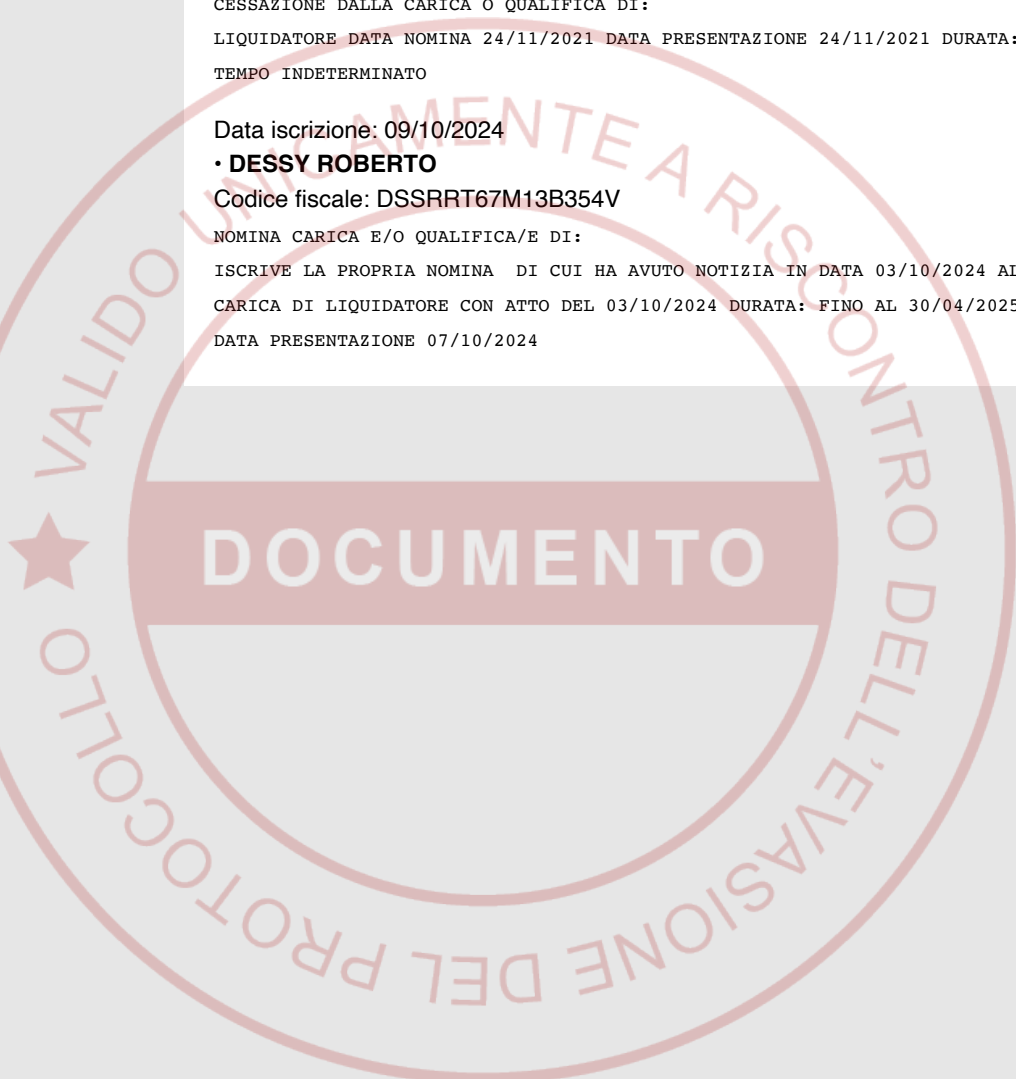 CESSAZIONE DALLA CARICA O QUALIFICA DI:
LIQUIDATORE DATA NOMINA 24/11/2021 DATA PRESENTAZIONE 24/11/2021 DURATA:
TEMPO INDETERMINATO
Data iscrizione: 09/10/2024
• DESSY ROBERTO
Codice fiscale: DSSRRT67M13B354V
NOMINA CARICA E/O QUALIFICA/E DI:
ISCRIVE LA PROPRIA NOMINA  DI CUI HA AVUTO NOTIZIA IN DATA 03/10/2024 AL
CARICA DI LIQUIDATORE CON ATTO DEL 03/10/2024 DURATA: FINO AL 30/04/2025
DATA PRESENTAZIONE 07/10/2024
VALIDO UNICAMENTE A RISCONTRO DELL'EVASIONE DEL PROTOCOLLO
DOCUMENTO